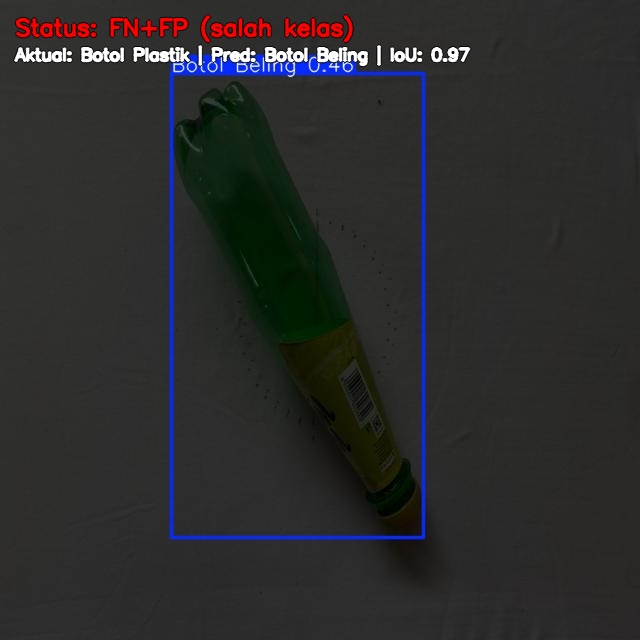 Status: FN+FP (salah kelas)
Aktual: Botol Plastik | Pred: Botol Beling | IoU: 0.97
Botol Beling 0.46